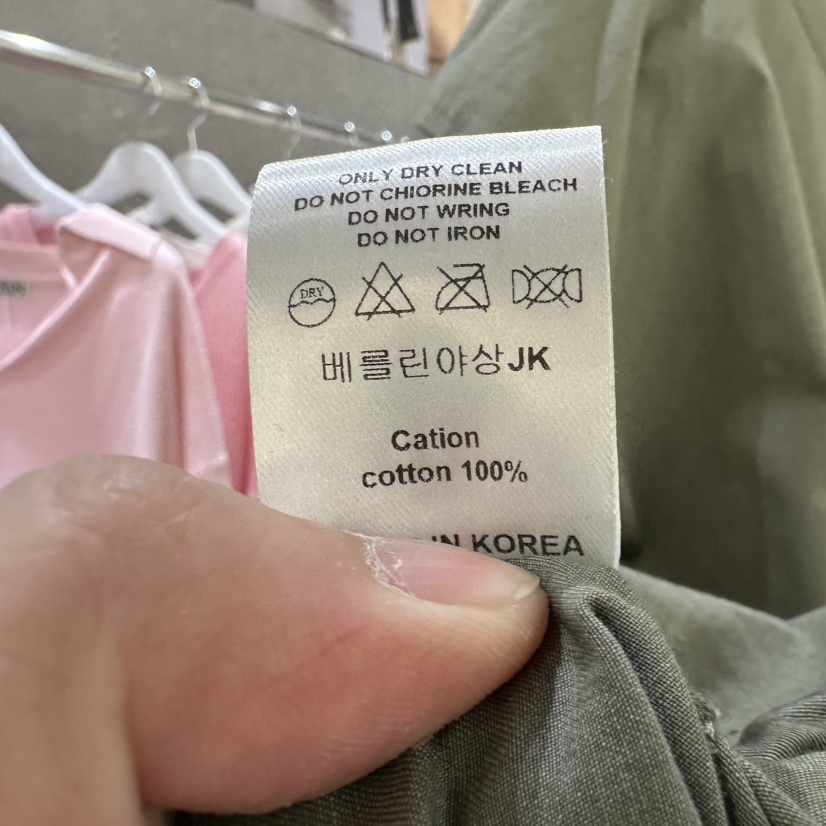 ONLY DRY CLEAN
DO NOT CHIORINE BLEACH
DO NOT WRING
DO NOT IRON
DRY
베를린야상JK
Cation
cotton 100%
IN KOREA